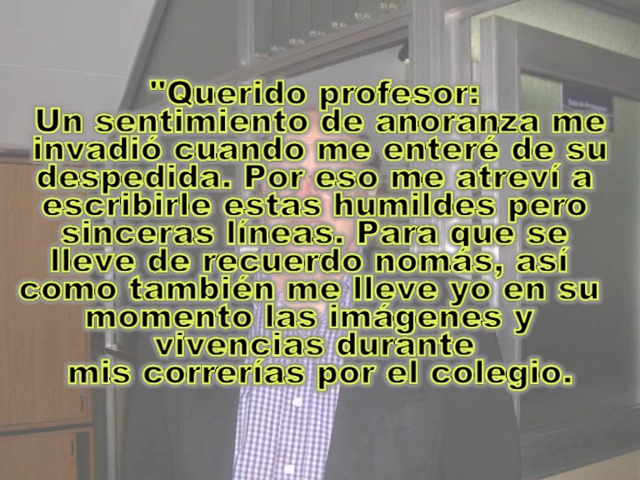 "Querido profesor:
Un sentimiento de anoranza me
invadió cuando me enteré de su
despedida. Por eso me atreví a
escribirle estas humildes pero
sinceras líneas. Para que se
lleve de recuerdo nomás, así
como también me lleve yo en su
momento las imágenes y
vivencias durante
mis correrías por el colegio.